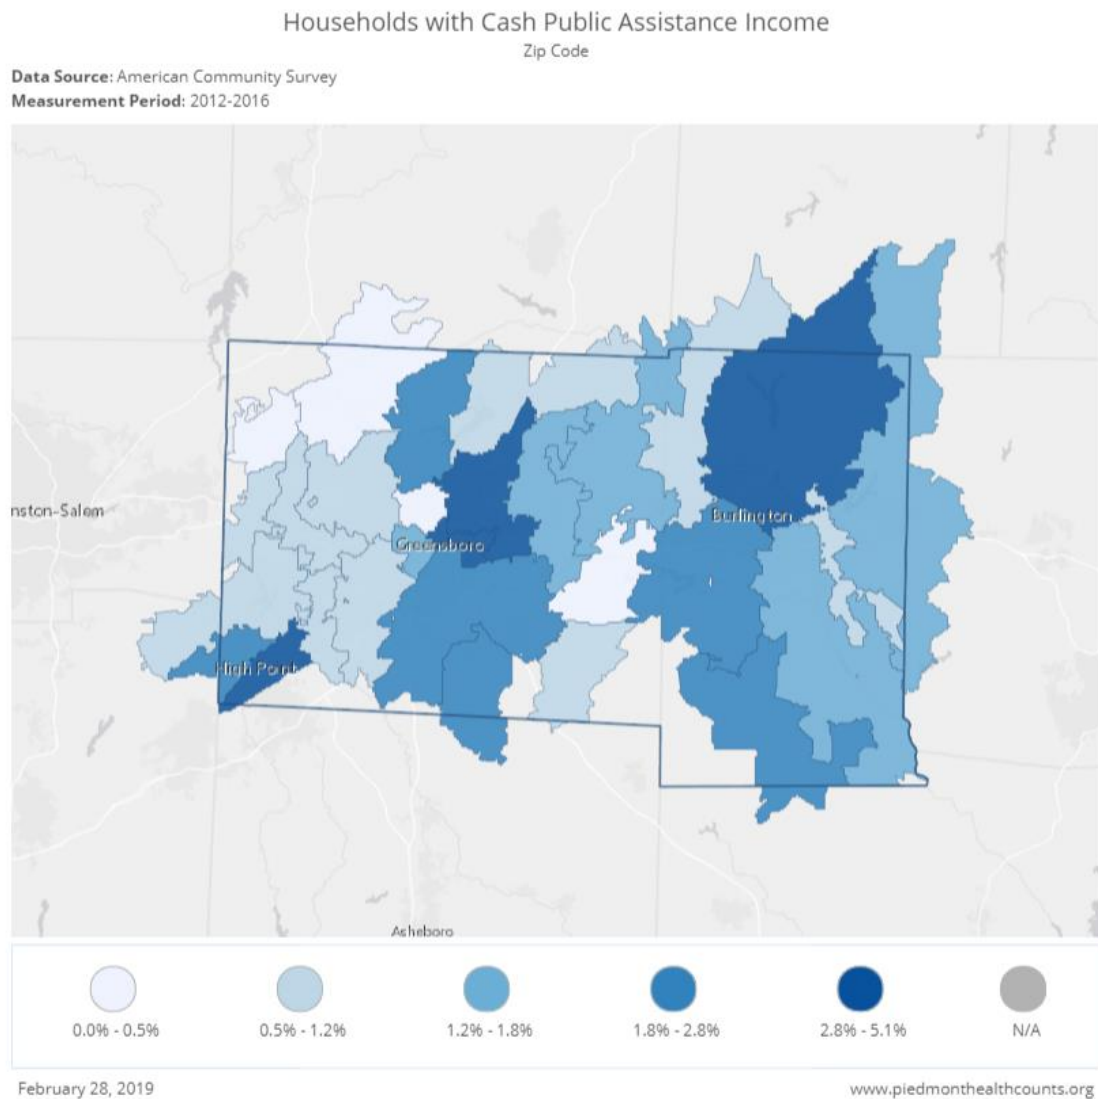 Households with Cash Public Assistance Income
Zip Code
Data Source: American Community Survey
Measurement Period: 2012-2016
nston-Salem
Burlington
Greensboro
High Point
Asheboro
0.0% - 0.5%
0.5% - 1.2%
1.2% - 1.8%
1.8% - 2.8%
2.8% - 5.1%
N/A
February 28, 2019
www.piedmonthealthcounts.org